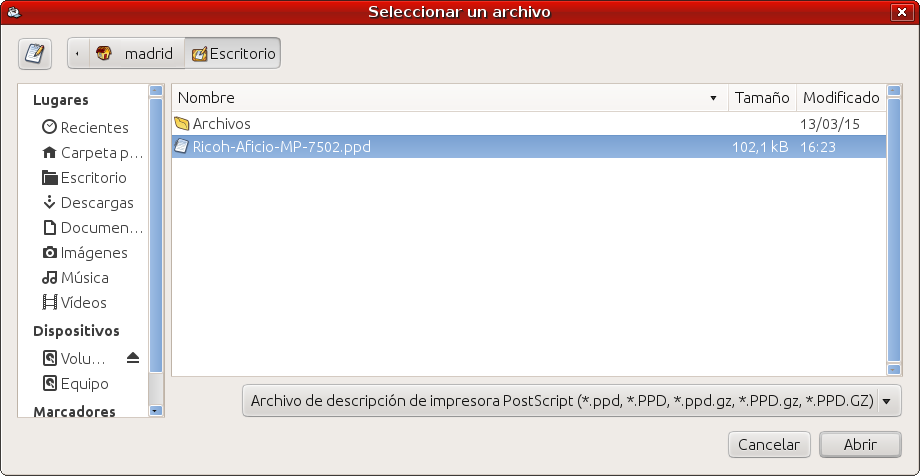 Seleccionar un archivo
madrid Escritorio
Lugares
Recientes
Carpeta p...
Escritorio
Descargas
Documen...
Imágenes
Música
Vídeos
Dispositivos
Volu...
Equipo
Marcadores
Nombre Tamaño Modificado
Archivos 13/03/15
Ricoh-Aficio-MP-7502.ppd 102,1 kB 16:23
Archivo de descripción de impresora PostScript (*.ppd, *.PPD, *.ppd.gz, *.PPD.gz, *.PPD.GZ)
Cancelar Abrir